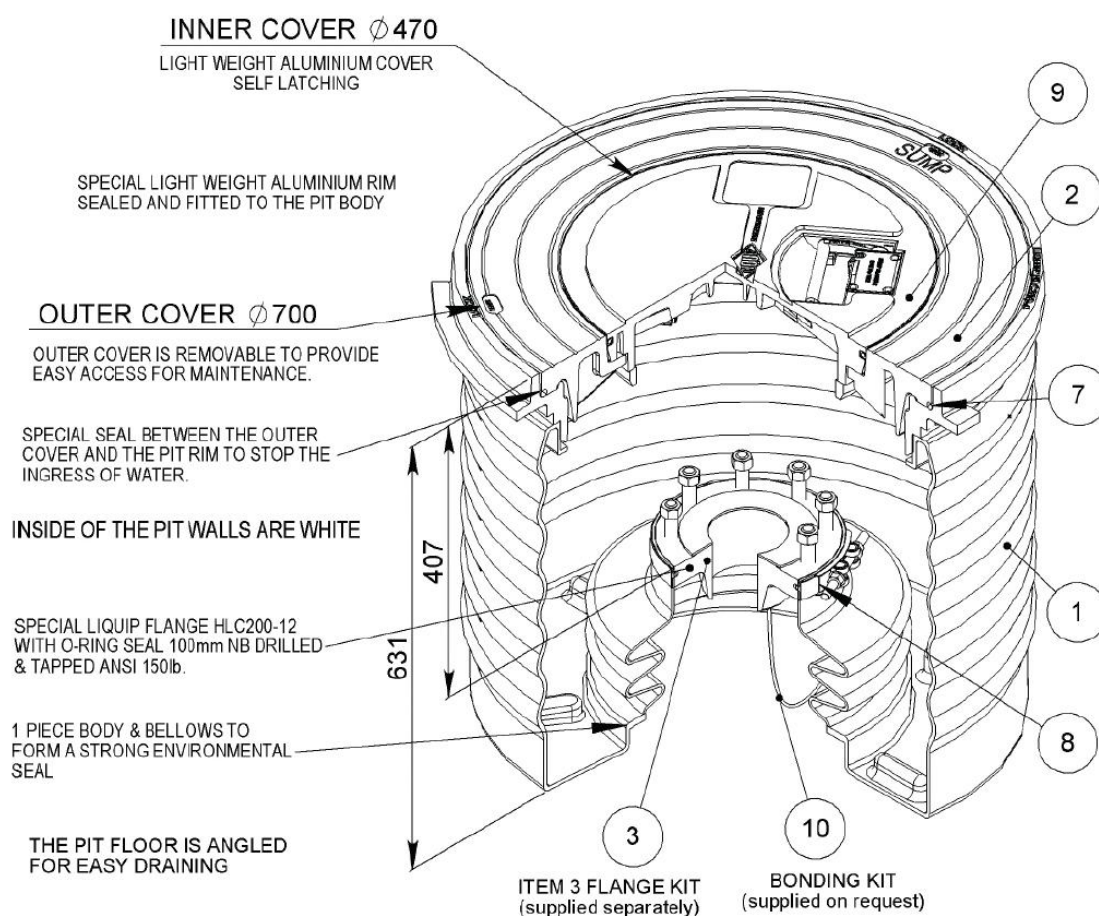 INNER COVER ∅470
LIGHT WEIGHT ALUMINIUM COVER
SELF LATCHING
9
SUMP
2
SPECIAL LIGHT WEIGHT ALUMINIUM RIM
SEALED AND FITTED TO THE PIT BODY
OUTER COVER ∅700
OUTER COVER IS REMOVABLE TO PROVIDE
EASY ACCESS FOR MAINTENANCE.
7
SPECIAL SEAL BETWEEN THE OUTER
COVER AND THE PIT RIM TO STOP THE
INGRESS OF WATER.
INSIDE OF THE PIT WALLS ARE WHITE
407
631
1
SPECIAL LIQUIP FLANGE HLC200-12
WITH O-RING SEAL 100mm NB DRILLED
& TAPPED ANSI 150lb.
1 PIECE BODY & BELLOWS TO
FORM A STRONG ENVIRONMENTAL
SEAL
8
THE PIT FLOOR IS ANGLED
FOR EASY DRAINING
3
10
ITEM 3 FLANGE KIT
(supplied separately)
BONDING KIT
(supplied on request)